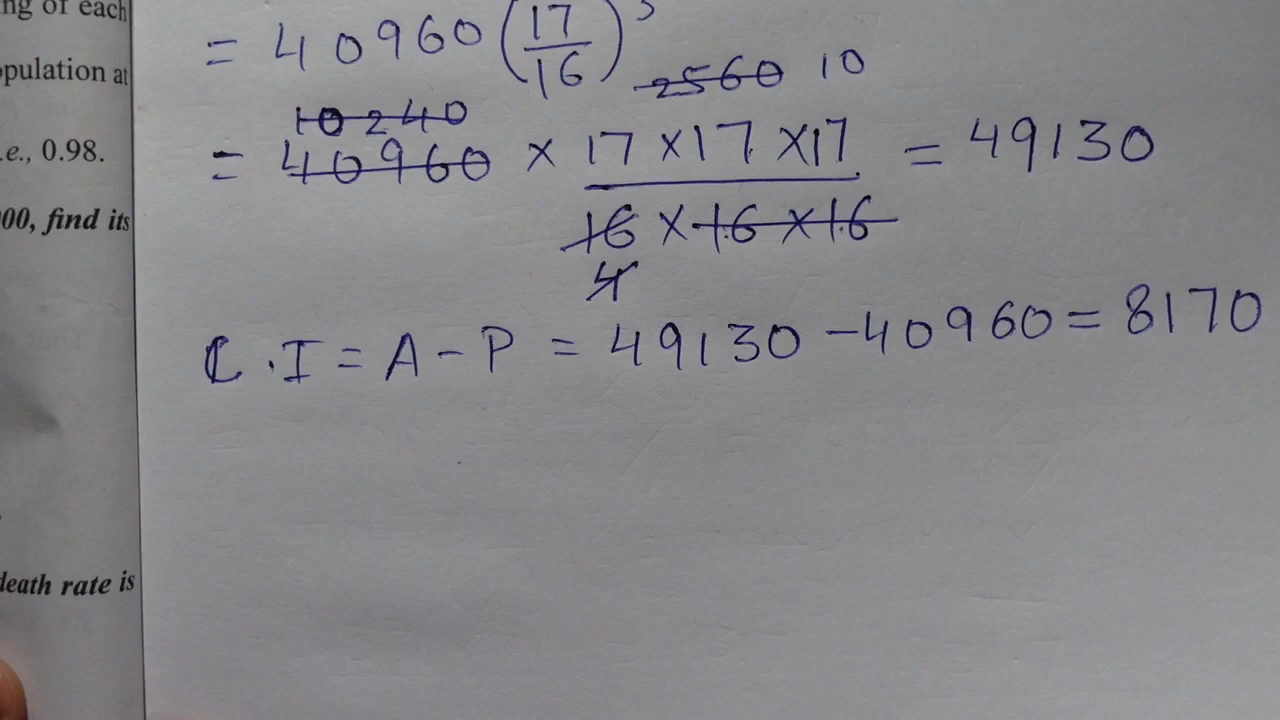 ng of each
opulation at
.e., 0.98.
00, find its
death rate is
= 40960 (17/16)³
2560 10
10240
= 40960 × 17 × 17 × 17 = 49130
16 × 16 × 16
4
C.I = A - P = 49130 - 40960 = 8170